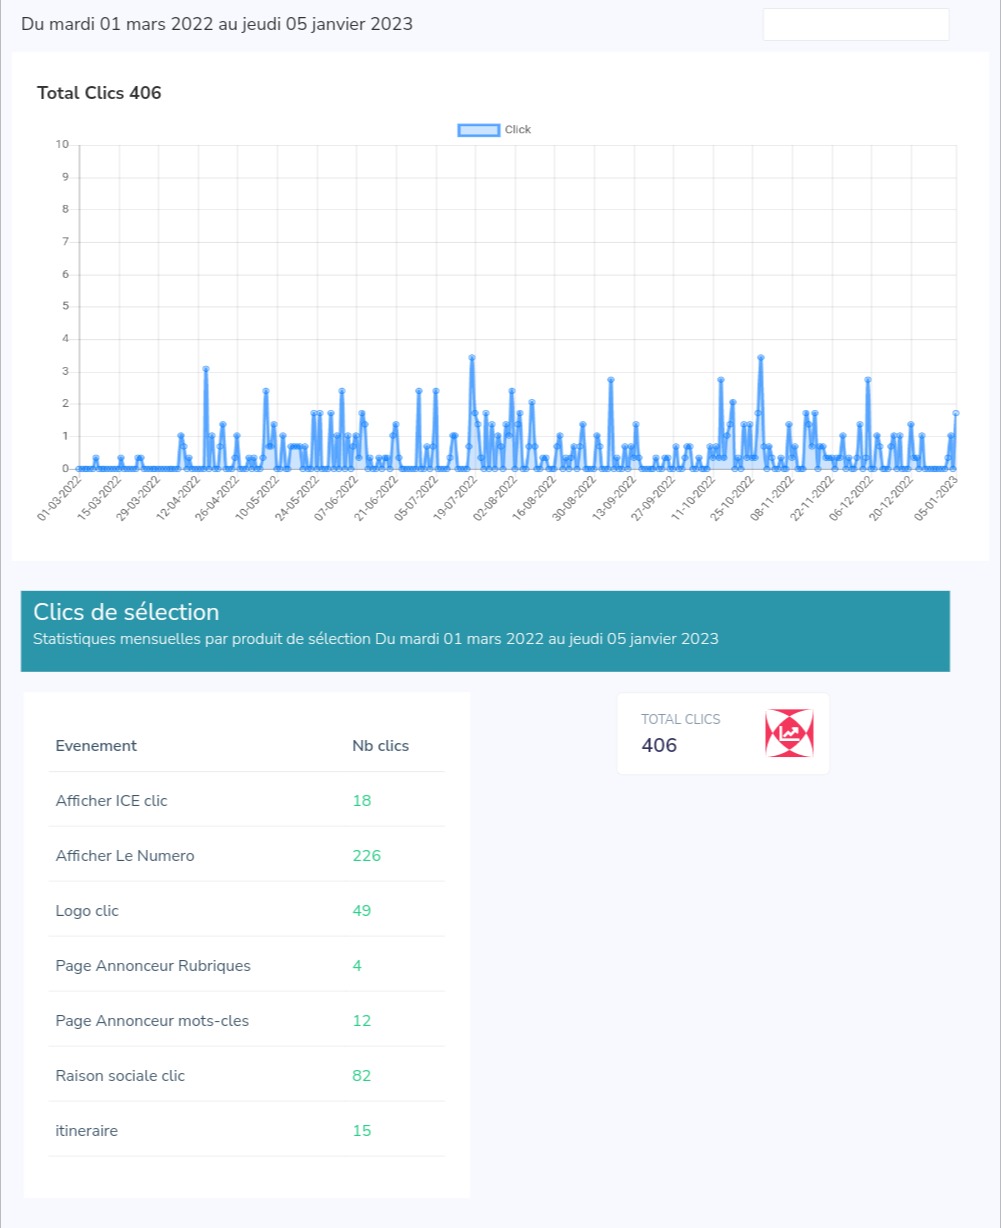 Du mardi 01 mars 2022 au jeudi 05 janvier 2023
Total Clics 406
Click
10
9
8
7
6
5
4
3
2
1
0
01-03-2022
15-03-2022
29-03-2022
12-04-2022
26-04-2022
10-05-2022
24-05-2022
07-06-2022
21-06-2022
05-07-2022
19-07-2022
02-08-2022
16-08-2022
30-08-2022
13-09-2022
27-09-2022
11-10-2022
25-10-2022
08-11-2022
22-11-2022
06-12-2022
20-12-2022
05-01-2023
Clics de sélection
Statistiques mensuelles par produit de sélection Du mardi 01 mars 2022 au jeudi 05 janvier 2023
Evenement Nb clics
Afficher ICE clic 18
Afficher Le Numero 226
Logo clic 49
Page Annonceur Rubriques 4
Page Annonceur mots-cles 12
Raison sociale clic 82
itineraire 15
TOTAL CLICS
406